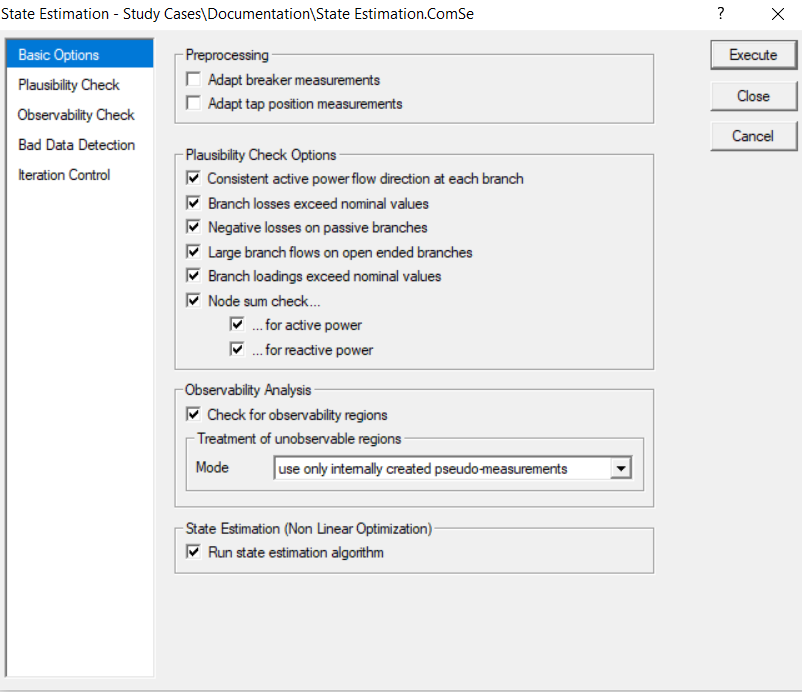 State Estimation - Study Cases\Documentation\State Estimation.ComSe
?
Basic Options
Plausibility Check
Observability Check
Bad Data Detection
Iteration Control
Preprocessing
Adapt breaker measurements
Adapt tap position measurements
Plausibility Check Options
Consistent active power flow direction at each branch
Branch losses exceed nominal values
Negative losses on passive branches
Large branch flows on open ended branches
Branch loadings exceed nominal values
Node sum check...
... for active power
... for reactive power
Observability Analysis
Check for observability regions
Treatment of unobservable regions
Mode
use only internally created pseudo-measurements
State Estimation (Non Linear Optimization)
Run state estimation algorithm
Execute
Close
Cancel